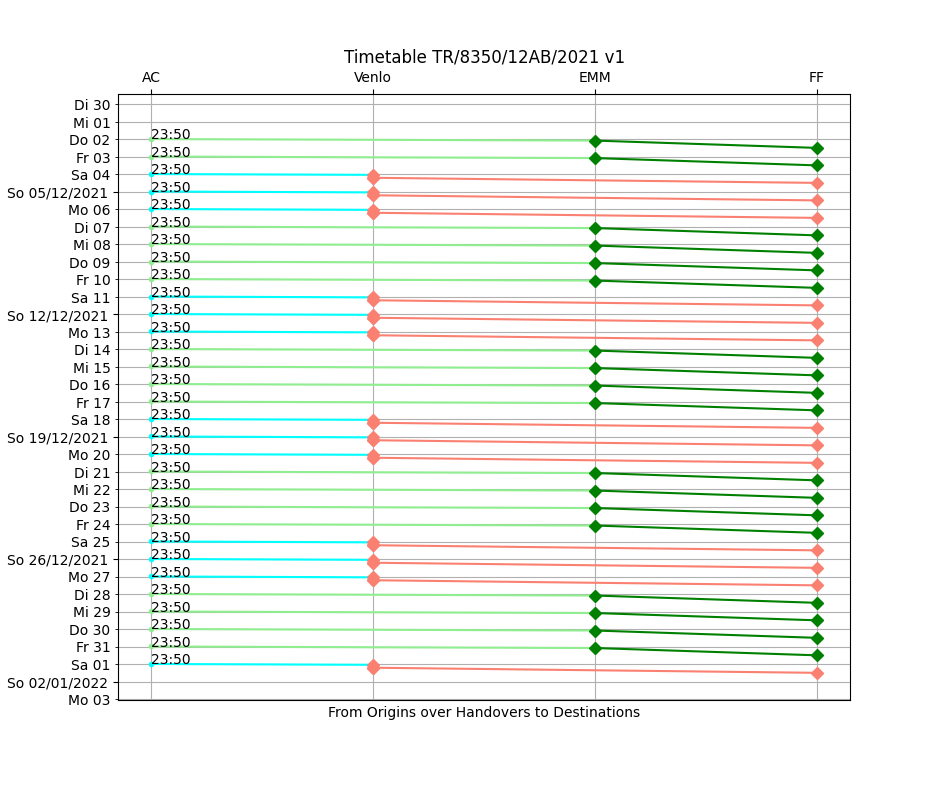 Timetable TR/8350/12AB/2021 v1
AC Venlo EMM FF
Di 30
Mi 01
23:50
Do 02
23:50
Fr 03
23:50
Sa 04
23:50
So 05/12/2021
23:50
Mo 06
23:50
Di 07
23:50
Mi 08
23:50
Do 09
23:50
Fr 10
23:50
Sa 11
23:50
So 12/12/2021
23:50
Mo 13
23:50
Di 14
23:50
Mi 15
23:50
Do 16
23:50
Fr 17
23:50
Sa 18
23:50
So 19/12/2021
23:50
Mo 20
23:50
Di 21
23:50
Mi 22
23:50
Do 23
23:50
Fr 24
23:50
Sa 25
23:50
So 26/12/2021
23:50
Mo 27
23:50
Di 28
23:50
Mi 29
23:50
Do 30
23:50
Fr 31
23:50
Sa 01
So 02/01/2022
Mo 03
From Origins over Handovers to Destinations